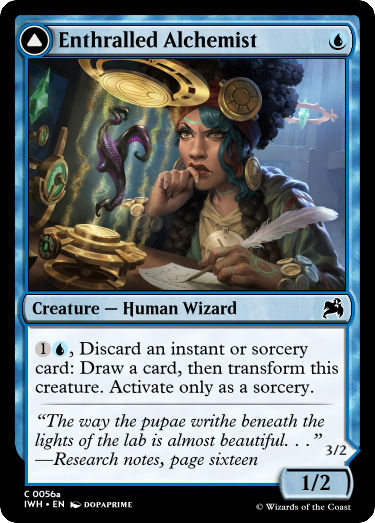 Enthralled Alchemist
Creature — Human Wizard
1, Discard an instant or sorcery
card: Draw a card, then transform this
creature. Activate only as a sorcery.
“The way the pupae writhe beneath the
lights of the lab is almost beautiful. . .”
—Research notes, page sixteen
3/2
1/2
C 0056a
IWH • EN DOPAPRIME
© Wizards of the Coast